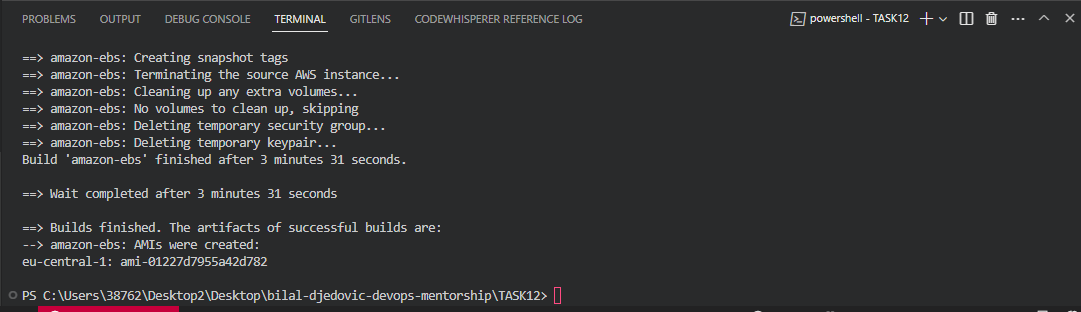 PROBLEMS OUTPUT DEBUG CONSOLE TERMINAL GITLENS CODEWHISPERER REFERENCE LOG powershell - TASK12
==> amazon-ebs: Creating snapshot tags
==> amazon-ebs: Terminating the source AWS instance...
==> amazon-ebs: Cleaning up any extra volumes...
==> amazon-ebs: No volumes to clean up, skipping
==> amazon-ebs: Deleting temporary security group...
==> amazon-ebs: Deleting temporary keypair...
Build 'amazon-ebs' finished after 3 minutes 31 seconds.
==> Wait completed after 3 minutes 31 seconds
==> Builds finished. The artifacts of successful builds are:
--> amazon-ebs: AMIs were created:
eu-central-1: ami-01227d7955a42d782
PS C:\Users\38762\Desktop2\Desktop\bilal-djedovic-devops-mentorship\TASK12>